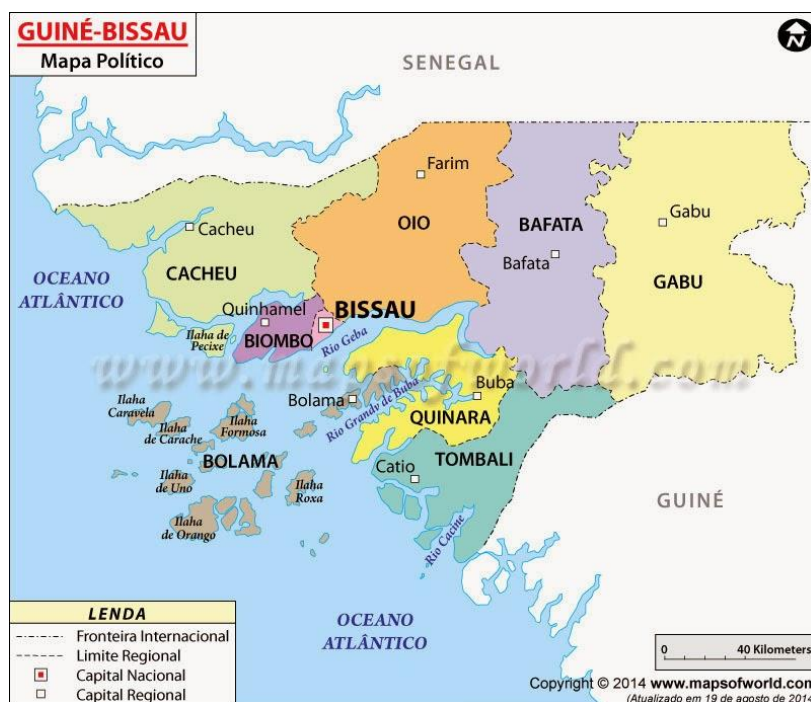 GUINÉ-BISSAU
Mapa Político
N
SENEGAL
Farim
Cacheu
OIO
BAFATA
Gabu
Bafata
CACHEU
GABU
OCEANO
ATLÂNTICO
Quinhamel
BISSAU
Ilaha de
Pecixe
BIOMBO
Rio Geba
www.mapsofworld.com
Bolama
Buba
Rio Grandv de Buba
QUINARA
Ilaha
Caravela
Ilaha
de Carache
Ilaha
Formosa
BOLAMA
TOMBALI
Catio
Ilaha
de Uno
Ilaha
Roxa
Ilaha
de Orango
Rio Cacine
GUINÉ
OCEANO
ATLÂNTICO
LENDA
Fronteira Internacional
Limite Regional
Capital Nacional
Capital Regional
0 40 Kilometers
Copyright © 2014 www.mapsofworld.com
(Atualizado em 19 de agosto de 2014